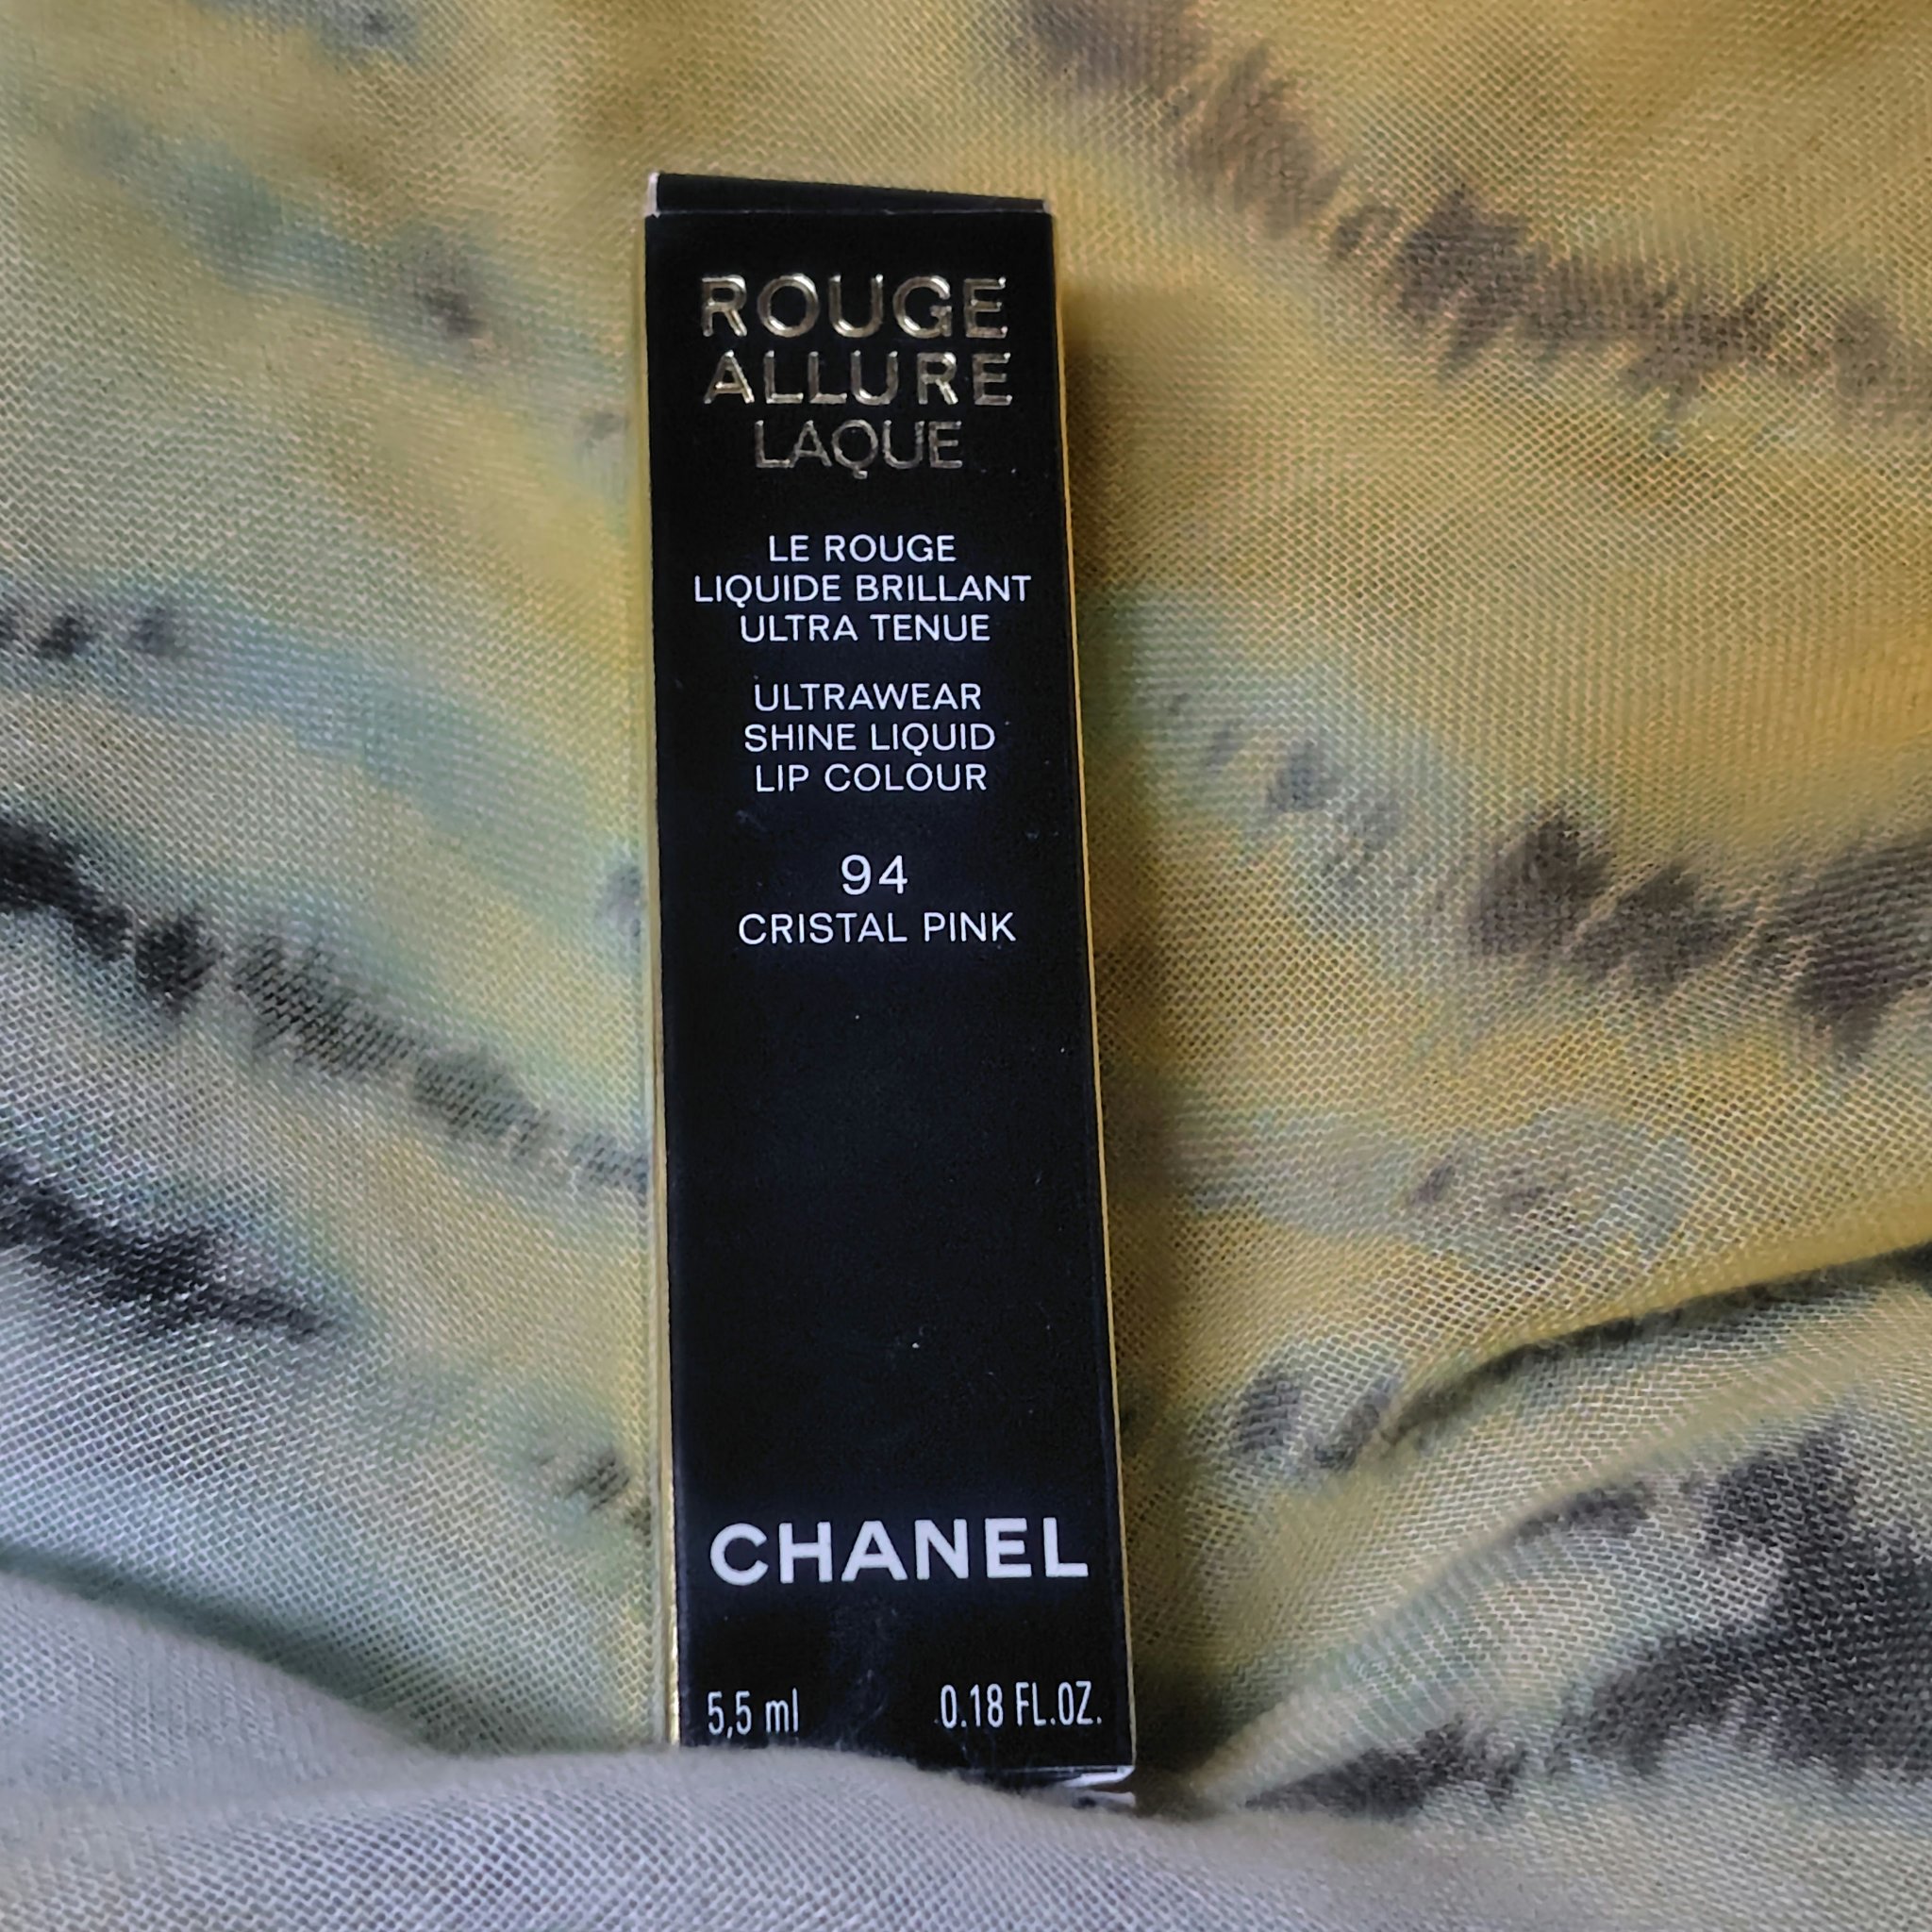 ROUGE
ALLURE
LAQUE
LE ROUGE
LIQUIDE BRILLANT
ULTRA TENUE
ULTRAWEAR
SHINE LIQUID
LIP COLOUR
94
CRISTAL PINK
CHANEL
5,5 ml 0.18 FL.OZ.